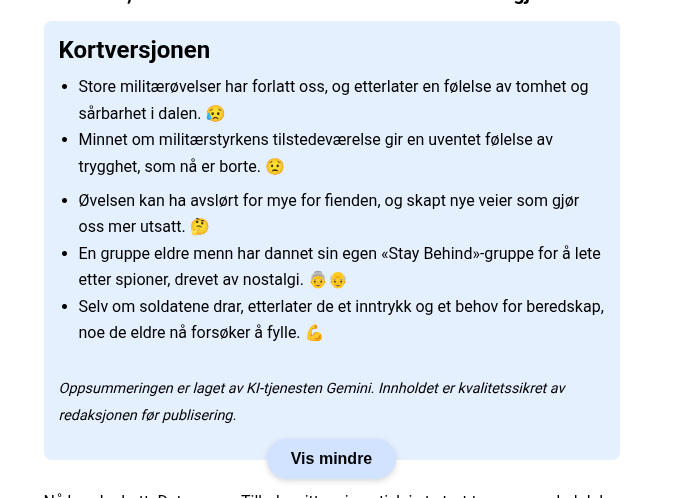 Kortversjonen
• Store militærøvelser har forlatt oss, og etterlater en følelse av tomhet og
sårbarhet i dalen. 😥
• Minnet om militærstyrkens tilstedeværelse gir en uventet følelse av
trygghet, som nå er borte. 😟
• Øvelsen kan ha avslørt for mye for fienden, og skapt nye veier som gjør
oss mer utsatt. 🤔
• En gruppe eldre menn har dannet sin egen «Stay Behind»-gruppe for å lete
etter spioner, drevet av nostalgi. 👵👴
• Selv om soldatene drar, etterlater de et inntrykk og et behov for beredskap,
noe de eldre nå forsøker å fylle. 💪
Oppsummeringen er laget av KI-tjenesten Gemini. Innholdet er kvalitetssikret av
redaksjonen før publisering.
Vis mindre